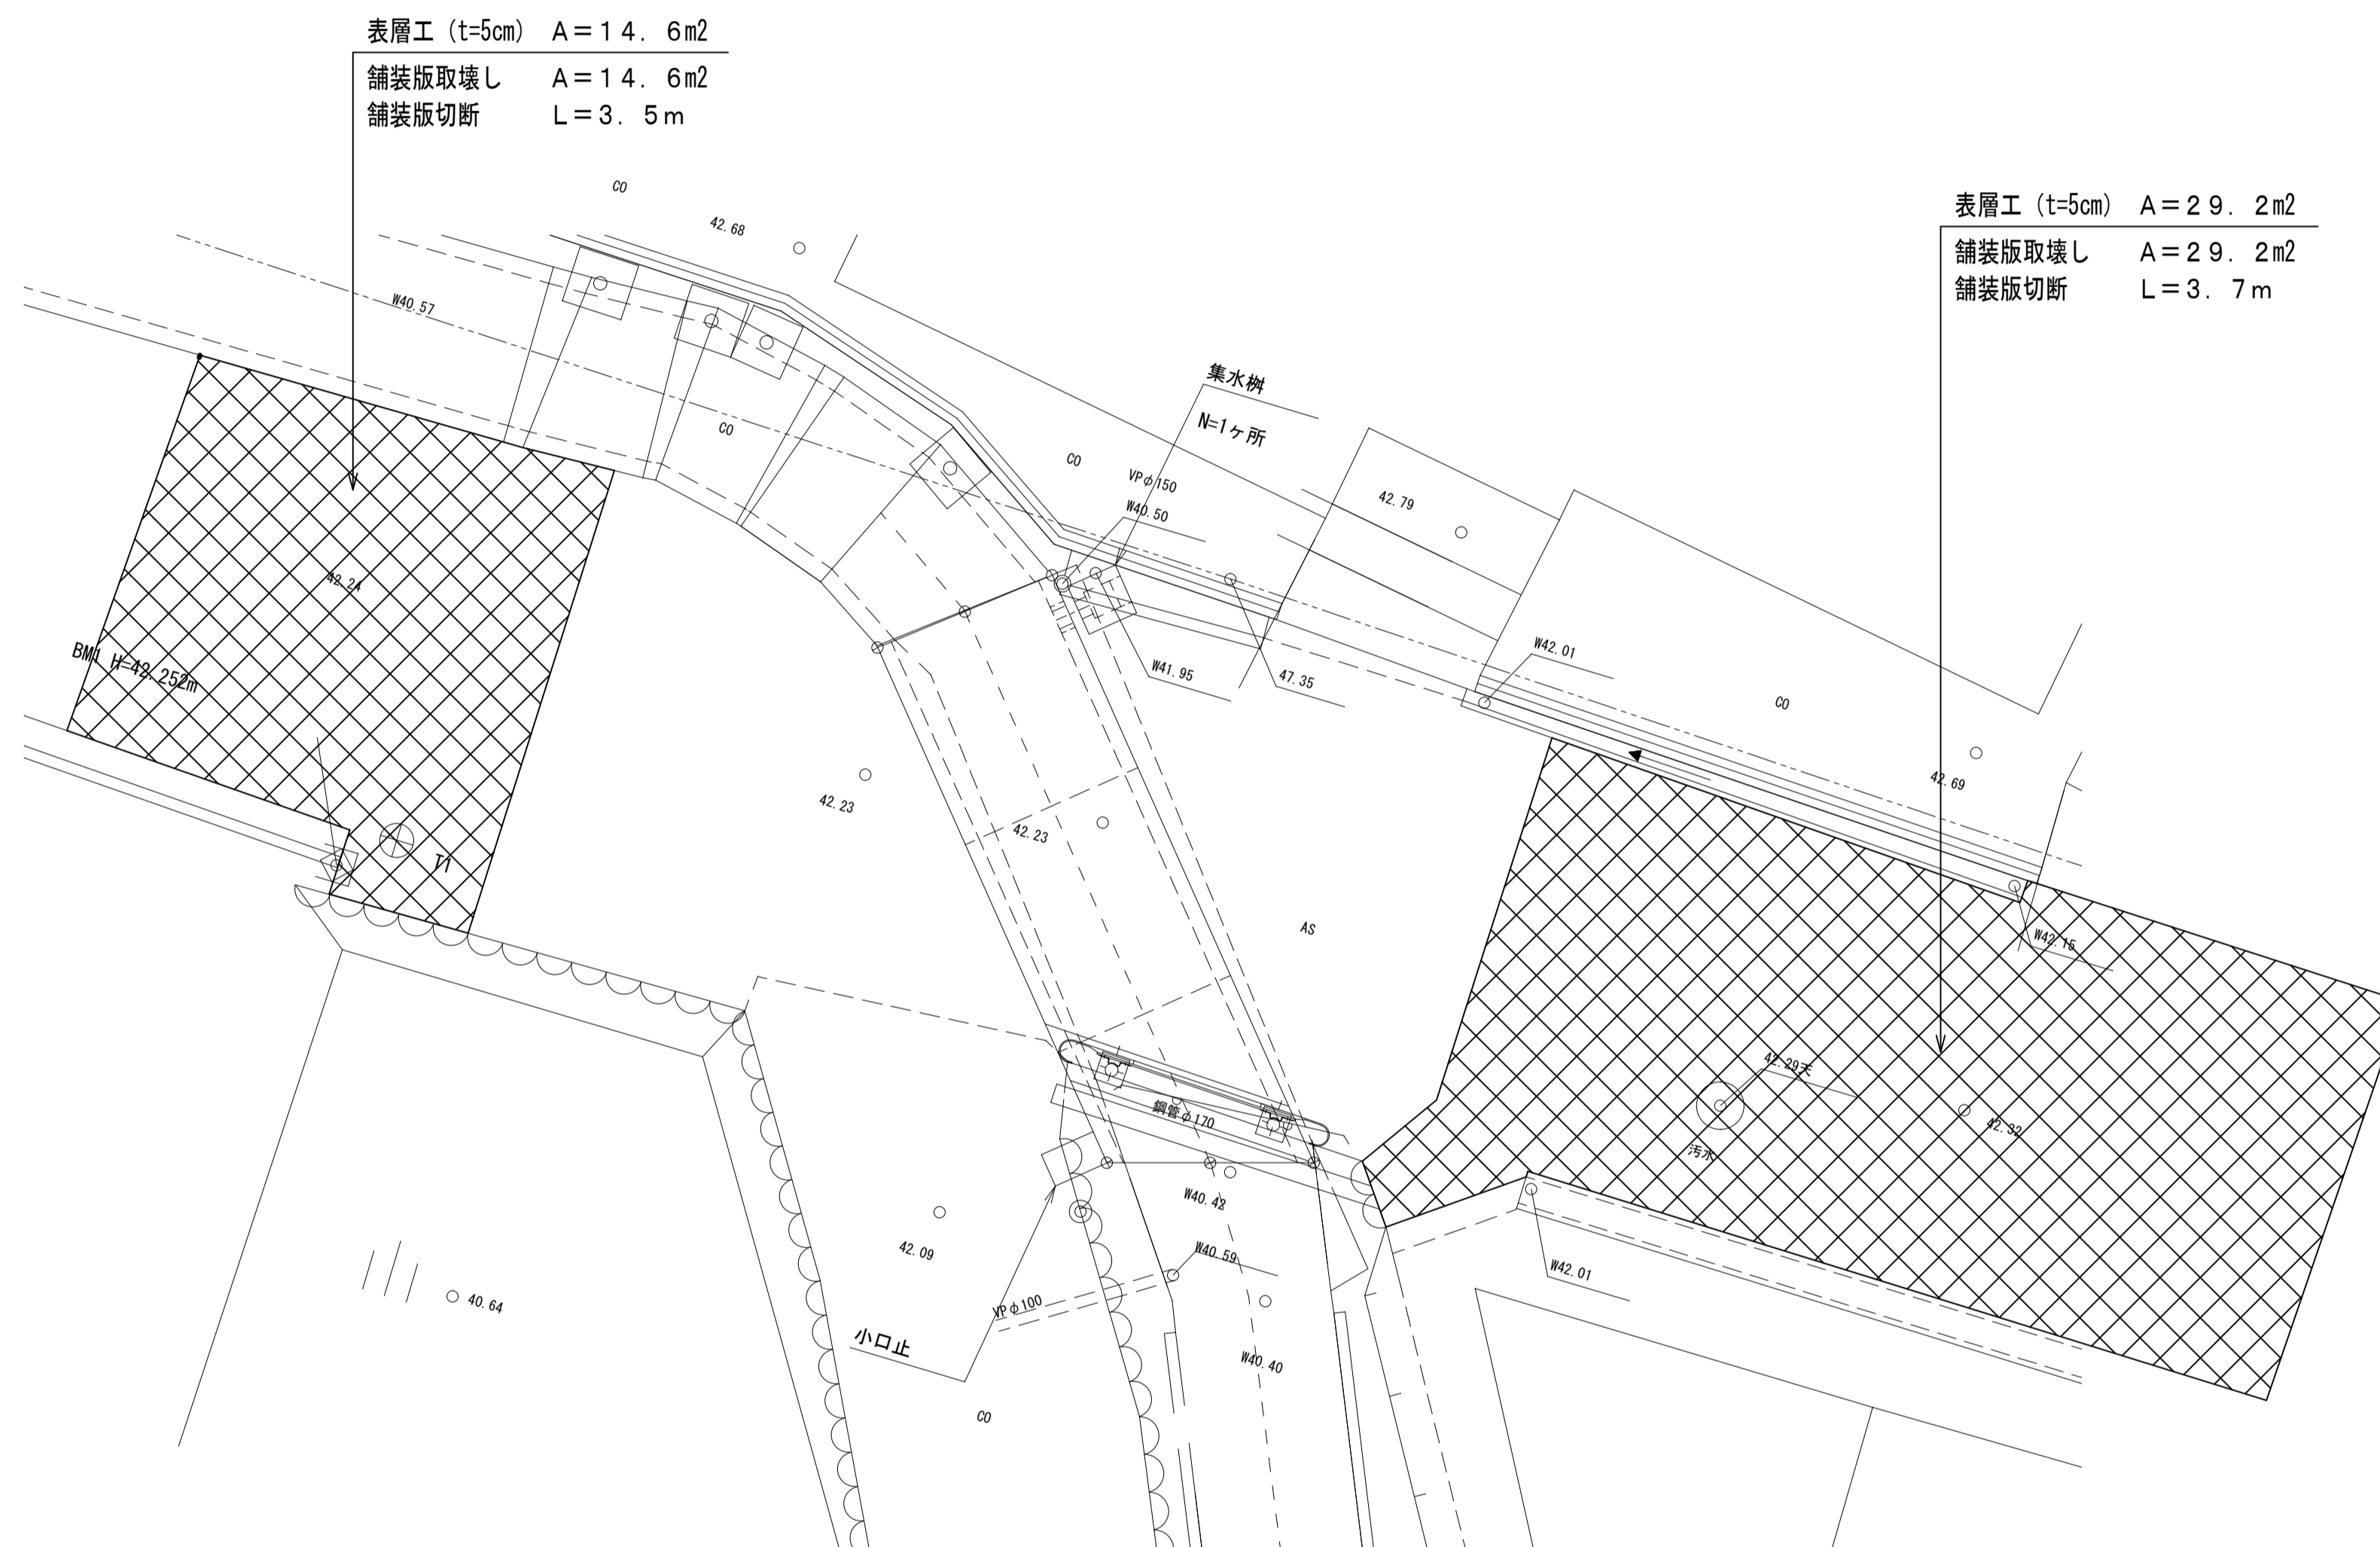 表層工（t=5cm） A＝１４．６m2
舗装版取壊し A＝１４．６m2
舗装版切断 L＝３．５m
表層工（t=5cm） A＝２９．２m2
舗装版取壊し A＝２９．２m2
舗装版切断 L＝３．７m
CO
42.68
W40.57
CO
集水桝
N=1ヶ所
CO
VPφ150
W40.50
42.79
42.24
BM1 H=42.252m
W41.95
47.35
W42.01
CO
42.69
42.23
42.23
T1
AS
W42.15
42.29天
42.32
汚水
鋼管φ170
W40.42
42.09
W40.59
W42.01
40.64
VPφ100
小口止
W40.40
CO